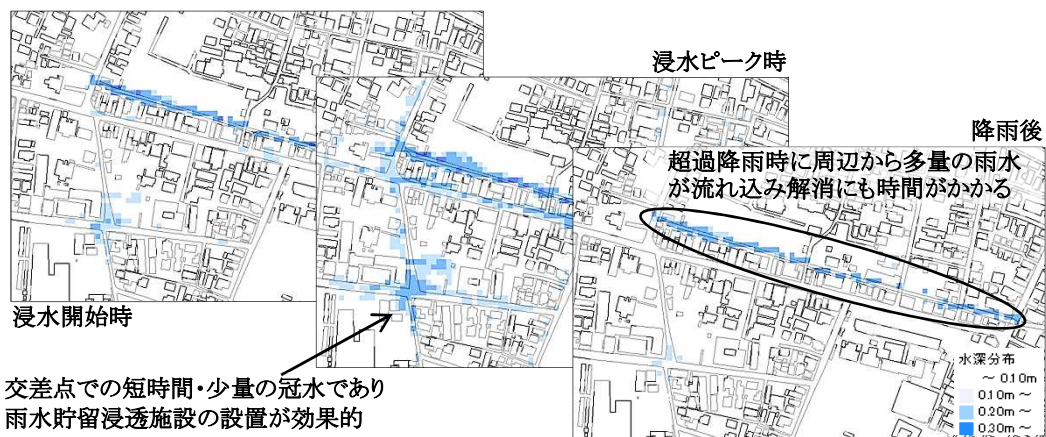 浸水ピーク時
降雨後
超過降雨時に周辺から多量の雨水
が流れ込み解消にも時間がかかる
浸水開始時
交差点での短時間・少量の冠水であり
雨水貯留浸透施設の設置が効果的
水深分布
～ 0.10m
0.10m ～
0.20m ～
0.30m ～